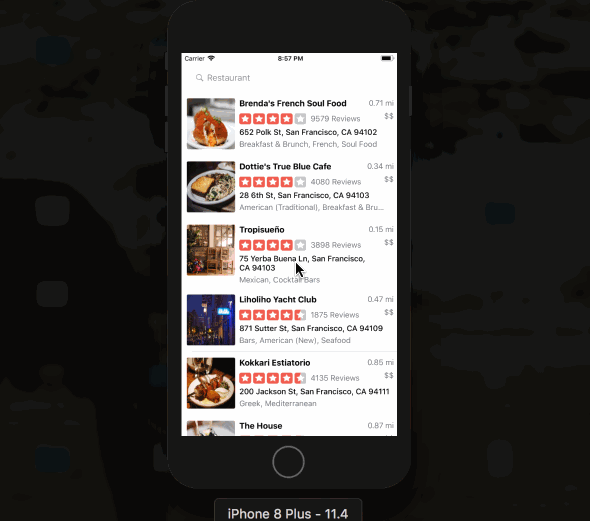 Carrier
8:57 PM
Restaurant
Brenda's French Soul Food 0.71 mi
9579 Reviews $$
652 Polk St, San Francisco, CA 94102
Breakfast & Brunch, French, Soul Food
Dottie's True Blue Cafe 0.34 mi
4080 Reviews $$
28 6th St, San Francisco, CA 94103
American (Traditional), Breakfast & Bru...
Tropisueño 0.15 mi
3898 Reviews $$
75 Yerba Buena Ln, San Francisco,
CA 94103
Mexican, Cocktail Bars
Liholiho Yacht Club 0.47 mi
1875 Reviews $$
871 Sutter St, San Francisco, CA 94109
Bars, American (New), Seafood
Kokkari Estiatorio 0.85 mi
4135 Reviews $$
200 Jackson St, San Francisco, CA 94111
Greek, Mediterranean
The House 0.87 mi
iPhone 8 Plus - 11.4